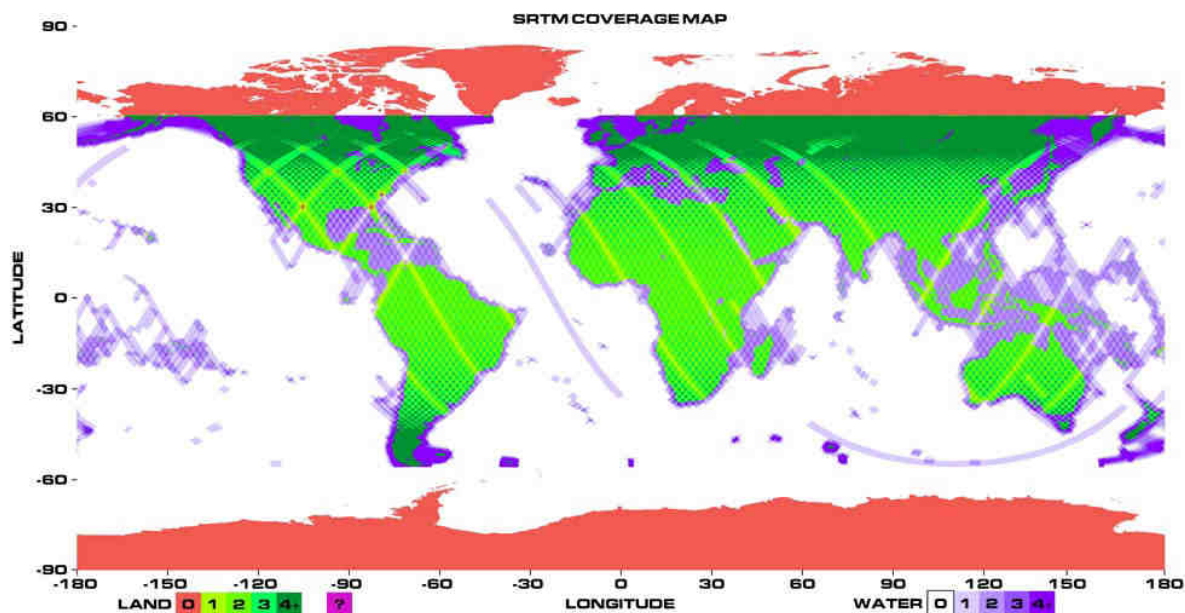 SRTM COVERAGE MAP
90
60
30
0
-30
-60
-90
LATITUDE
-180 -150 -120 -90 -60 -30 0 30 60 90 120 150 180
LAND 0 1 2 3 4+ ? LONGITUDE WATER 0 1 2 3 4+